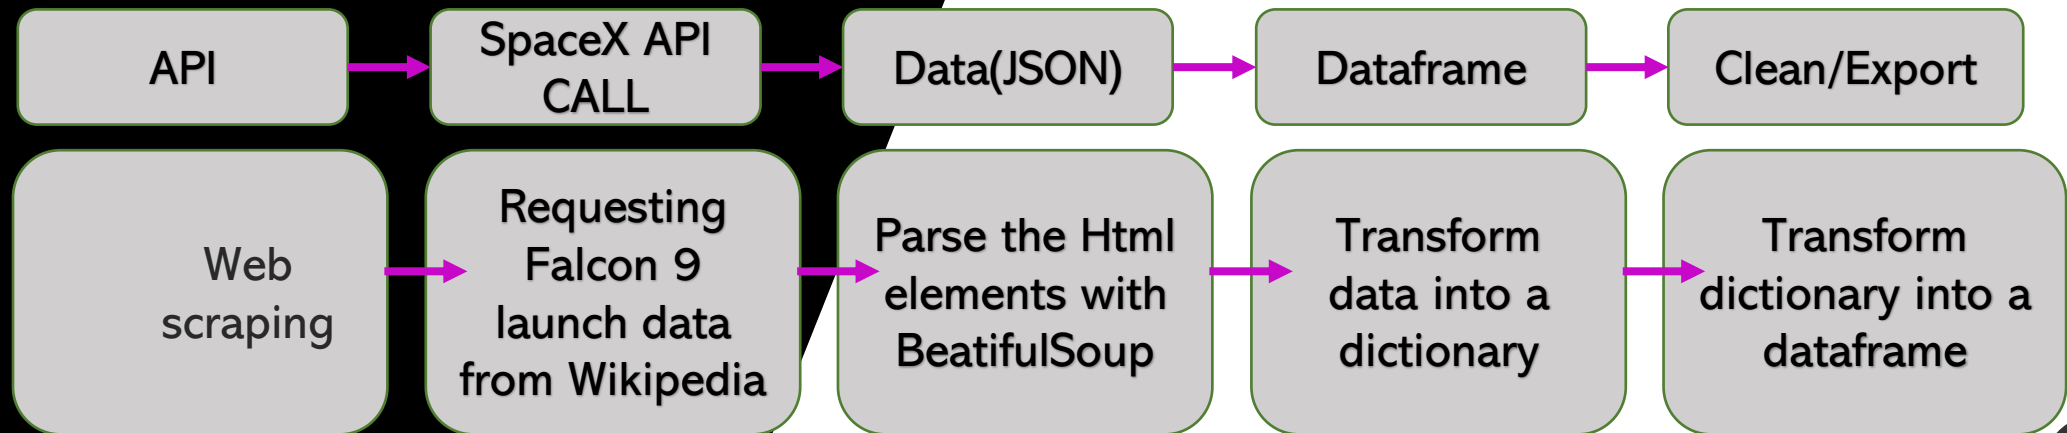 API
SpaceX API
CALL
Data(JSON)
Dataframe
Clean/Export
Web
scraping
Requesting
Falcon 9
launch data
from Wikipedia
Parse the Html
elements with
BeatifulSoup
Transform
data into a
dictionary
Transform
dictionary into a
dataframe